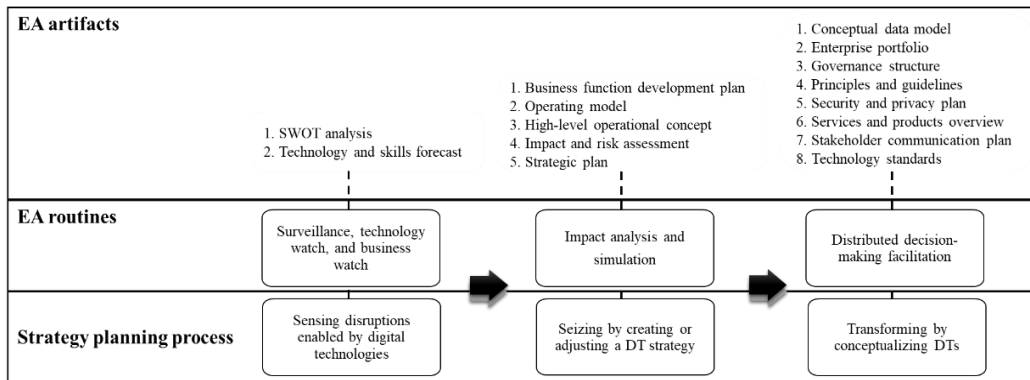 EA artifacts
1. SWOT analysis
2. Technology and skills forecast
1. Business function development plan
2. Operating model
3. High-level operational concept
4. Impact and risk assessment
5. Strategic plan
1. Conceptual data model
2. Enterprise portfolio
3. Governance structure
4. Principles and guidelines
5. Security and privacy plan
6. Services and products overview
7. Stakeholder communication plan
8. Technology standards
EA routines
Surveillance, technology
watch, and business
watch
Impact analysis and
simulation
Distributed decision-
making facilitation
Strategy planning process
Sensing disruptions
enabled by digital
technologies
Seizing by creating or
adjusting a DT strategy
Transforming by
conceptualizing DTs